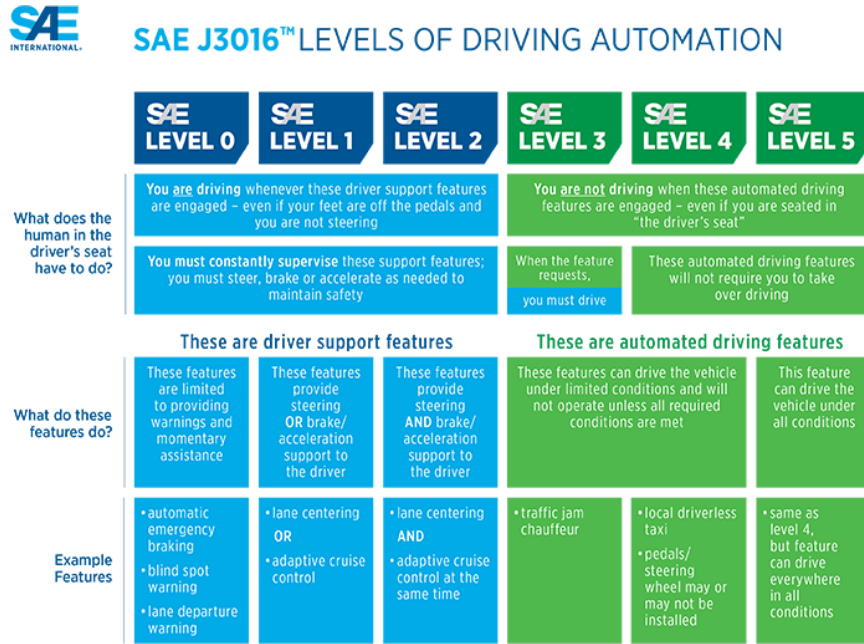 SAE
INTERNATIONAL®
SAE J3016™ LEVELS OF DRIVING AUTOMATION
SAE
LEVEL 0
SAE
LEVEL 1
SAE
LEVEL 2
SAE
LEVEL 3
SAE
LEVEL 4
SAE
LEVEL 5
What does the
human in the
driver's seat
have to do?
You are driving whenever these driver support features
are engaged – even if your feet are off the pedals and
you are not steering
You are not driving when these automated driving
features are engaged – even if you are seated in
“the driver's seat”
You must constantly supervise these support features;
you must steer, brake or accelerate as needed to
maintain safety
When the feature
requests,
you must drive
These automated driving features
will not require you to take
over driving
These are driver support features
These are automated driving features
What do these
features do?
These features
are limited
to providing
warnings and
momentary
assistance
These features
provide
steering
OR brake/
acceleration
support to
the driver
These features
provide
steering
AND brake/
acceleration
support to
the driver
These features can drive the vehicle
under limited conditions and will
not operate unless all required
conditions are met
This feature
can drive the
vehicle under
all conditions
Example
Features
• automatic
emergency
braking
• blind spot
warning
• lane departure
warning
• lane centering
OR
• adaptive cruise
control
• lane centering
AND
• adaptive cruise
control at the
same time
• traffic jam
chauffeur
• local driverless
taxi
• pedals/
steering
wheel may or
may not be
installed
• same as
level 4,
but feature
can drive
everywhere
in all
conditions